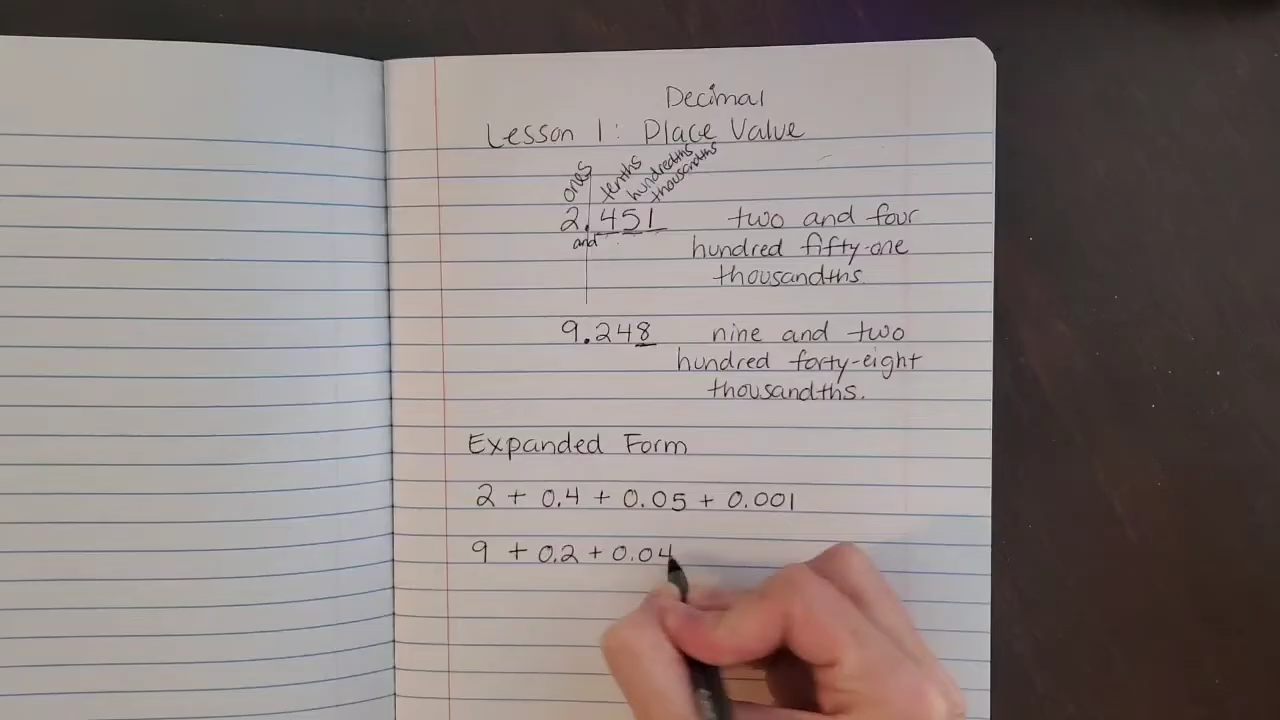 Decimal
Lesson 1: Place Value
ones tenths hundredths thousandths
2.451 two and four
and
hundred fifty-one
thousandths.
9.248 nine and two
hundred forty-eight
thousandths.
Expanded Form
2 + 0.4 + 0.05 + 0.001
9 + 0.2 + 0.04